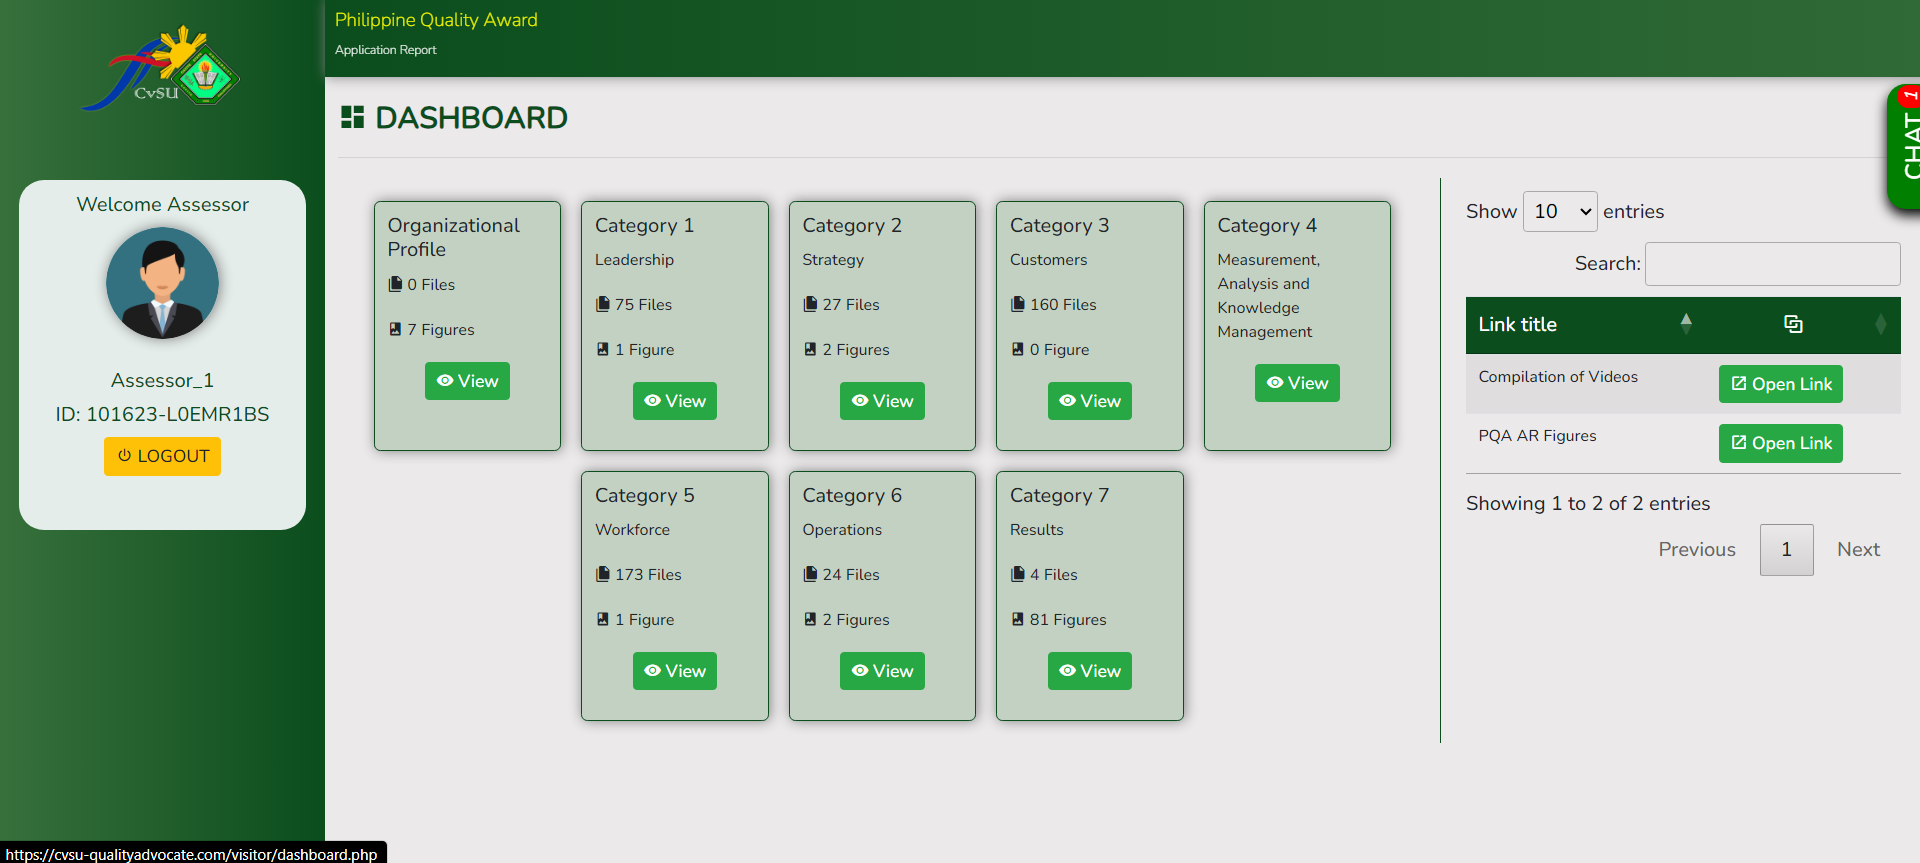 CvSU
Philippine Quality Award
Application Report
DASHBOARD
CHAT 1
Welcome Assessor
Assessor_1
ID: 101623-L0EMR1BS
LOGOUT
Organizational
Profile
0 Files
7 Figures
View
Category 1
Leadership
75 Files
1 Figure
View
Category 2
Strategy
27 Files
2 Figures
View
Category 3
Customers
160 Files
0 Figure
View
Category 4
Measurement,
Analysis and
Knowledge
Management
View
Category 5
Workforce
173 Files
1 Figure
View
Category 6
Operations
24 Files
2 Figures
View
Category 7
Results
4 Files
81 Figures
View
Show 10 entries
Search:
Link title
Compilation of Videos Open Link
PQA AR Figures Open Link
Showing 1 to 2 of 2 entries
Previous 1 Next
https://cvsu-qualityadvocate.com/visitor/dashboard.php